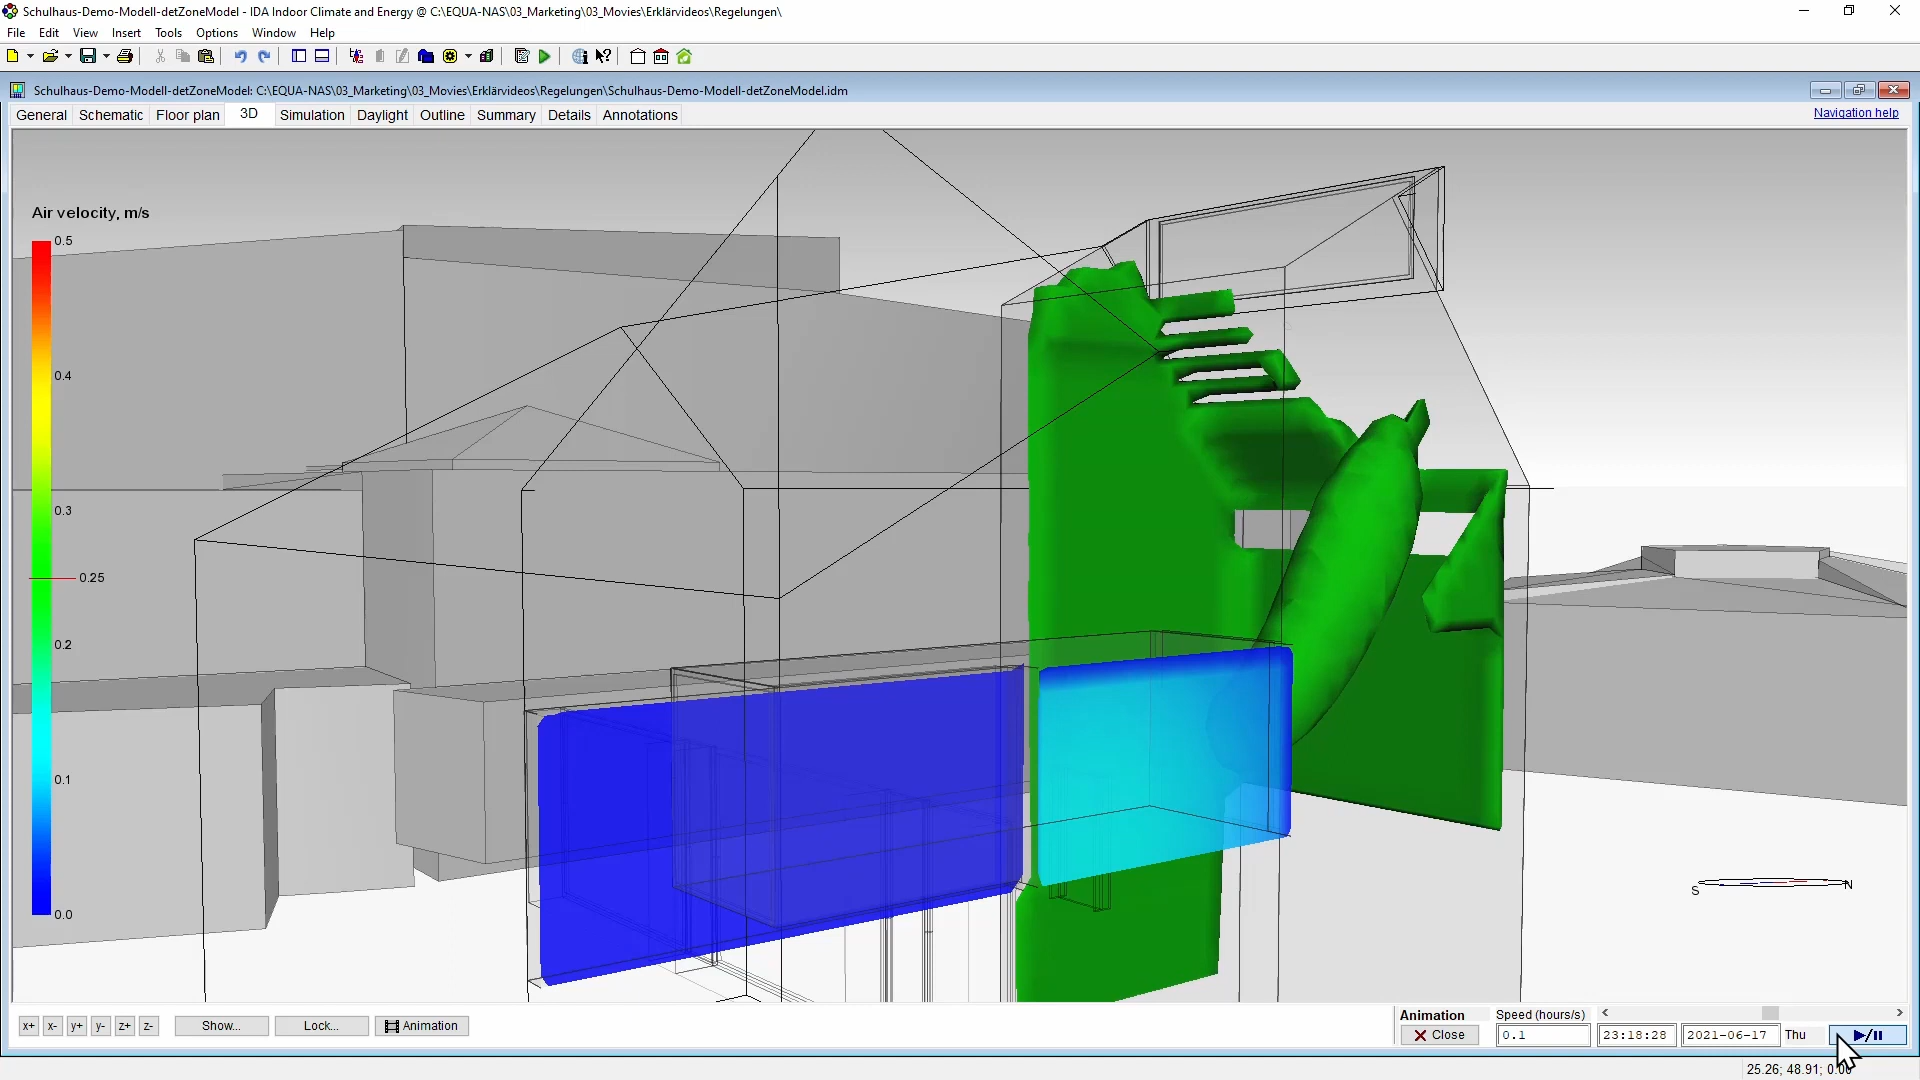 Schulhaus-Demo-Modell-detZoneModel - IDA Indoor Climate and Energy @ C:\EQUA-NAS\03_Marketing\03_Movies\Erklärvideos\Regelungen\
File Edit View Insert Tools Options Window Help
Schulhaus-Demo-Modell-detZoneModel: C:\EQUA-NAS\03_Marketing\03_Movies\Erklärvideos\Regelungen\Schulhaus-Demo-Modell-detZoneModel.idm
General Schematic Floor plan 3D Simulation Daylight Outline Summary Details Annotations Navigation help
Air velocity, m/s
0.5
0.4
0.3
0.25
0.2
0.1
0.0
S N
x+ x- y+ y- z+ z- Show... Lock... Animation
Animation Speed (hours/s)
Close 0.1 23:18:28 2021-06-17 Thu
25.26; 48.91; 0.00